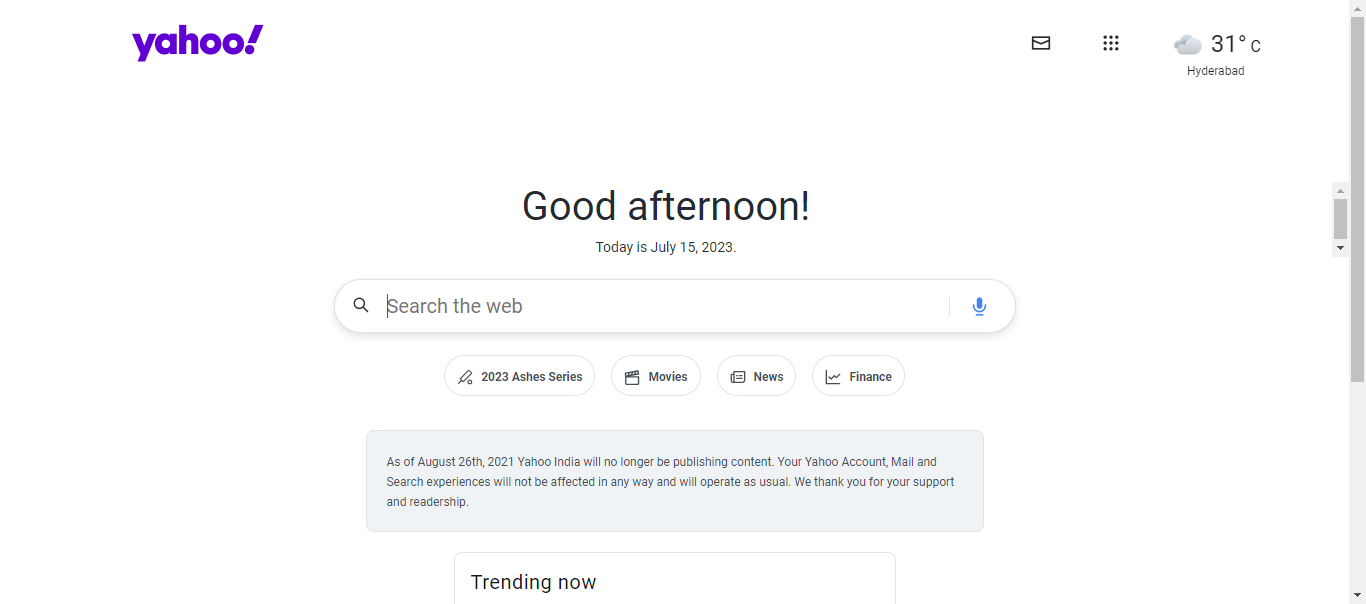 yahoo!
31° C
Hyderabad
Good afternoon!
Today is July 15, 2023.
Search the web
2023 Ashes Series
Movies
News
Finance
As of August 26th, 2021 Yahoo India will no longer be publishing content. Your Yahoo Account, Mail and
Search experiences will not be affected in any way and will operate as usual. We thank you for your support
and readership.
Trending now